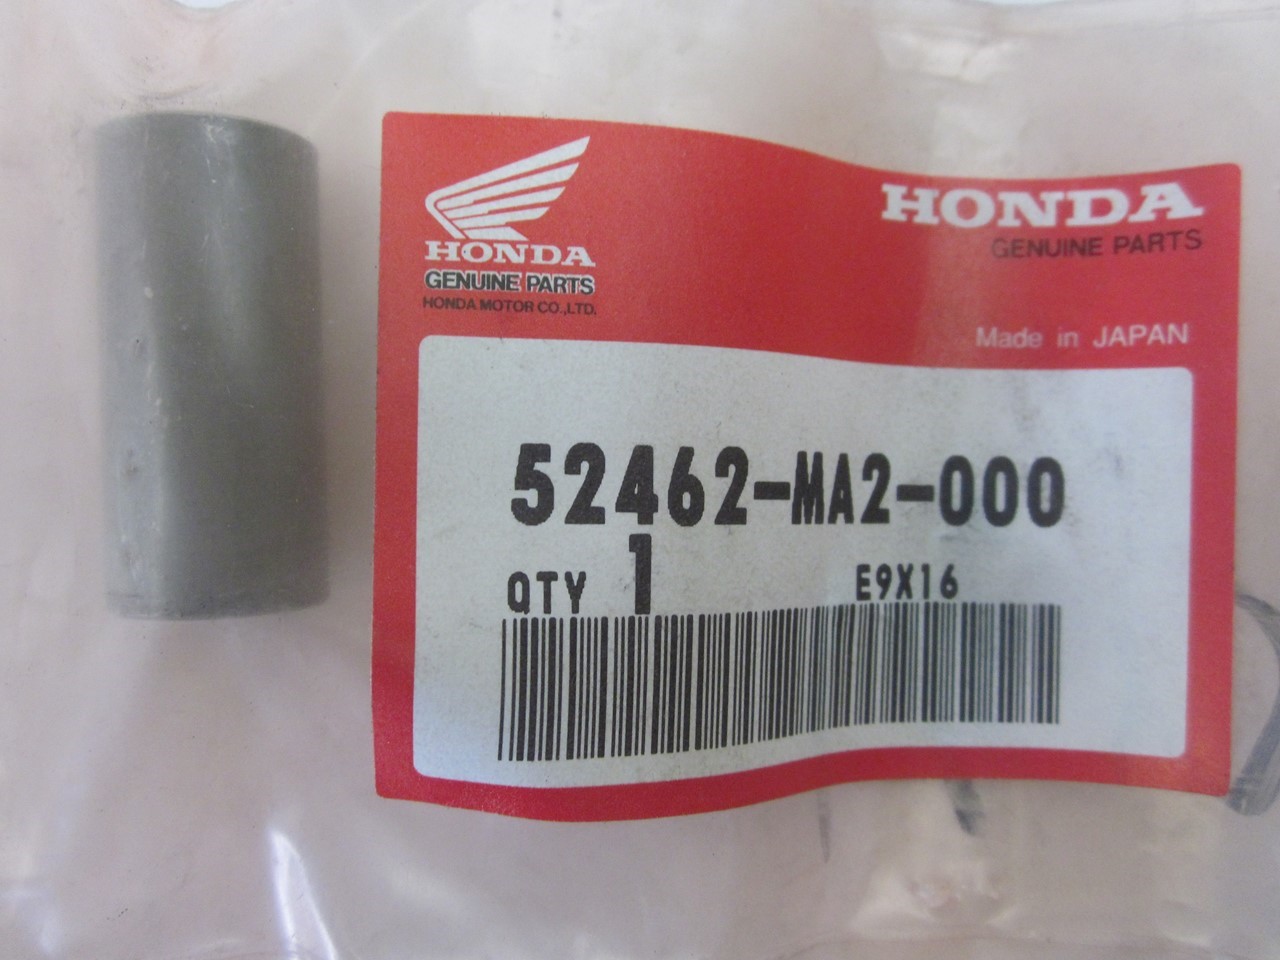 HONDA
GENUINE PARTS
HONDA MOTOR CO.,LTD.
HONDA
GENUINE PARTS
Made in JAPAN
52462-MA2-000
QTY 1 E9X16